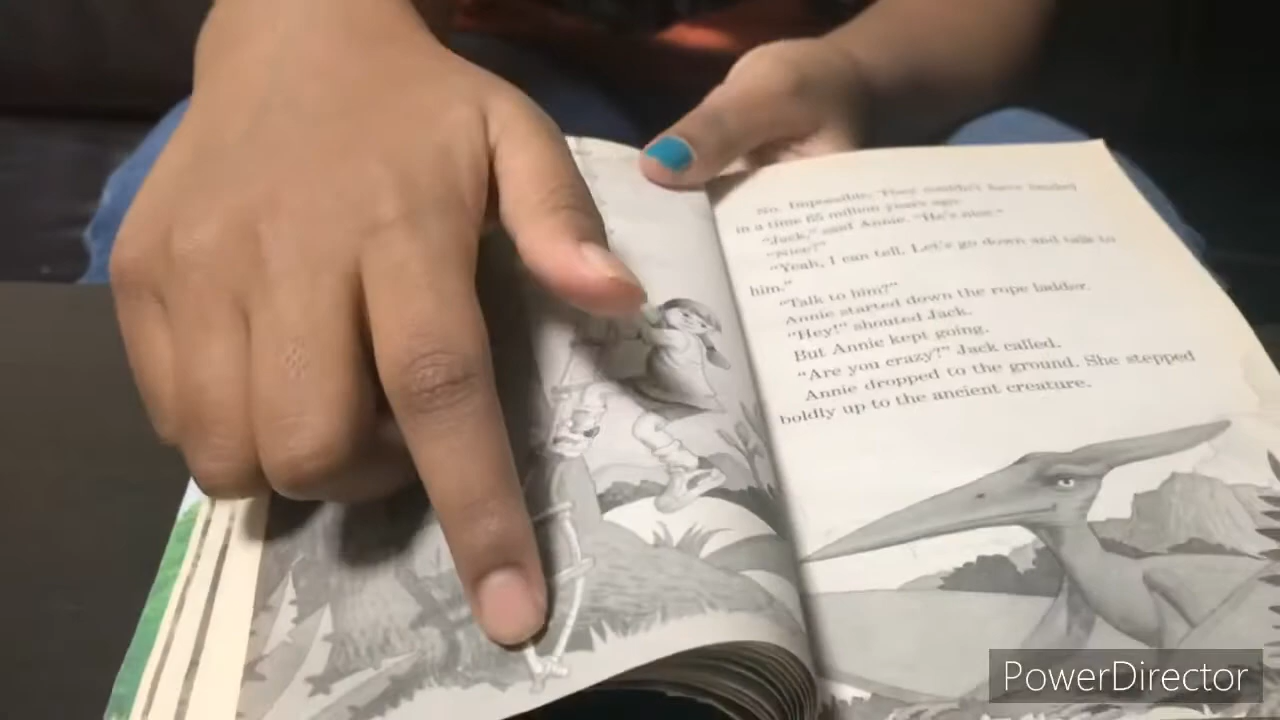 No. Impossible. They couldn't have landed
in a time 65 million years ago.
"Jack," said Annie. "He's nice."
"Nice?"
"Yeah, I can tell. Let's go down and talk to
him."
"Talk to him?"
Annie started down the rope ladder.
"Hey!" shouted Jack.
But Annie kept going.
"Are you crazy?" Jack called.
Annie dropped to the ground. She stepped
boldly up to the ancient creature.
PowerDirector